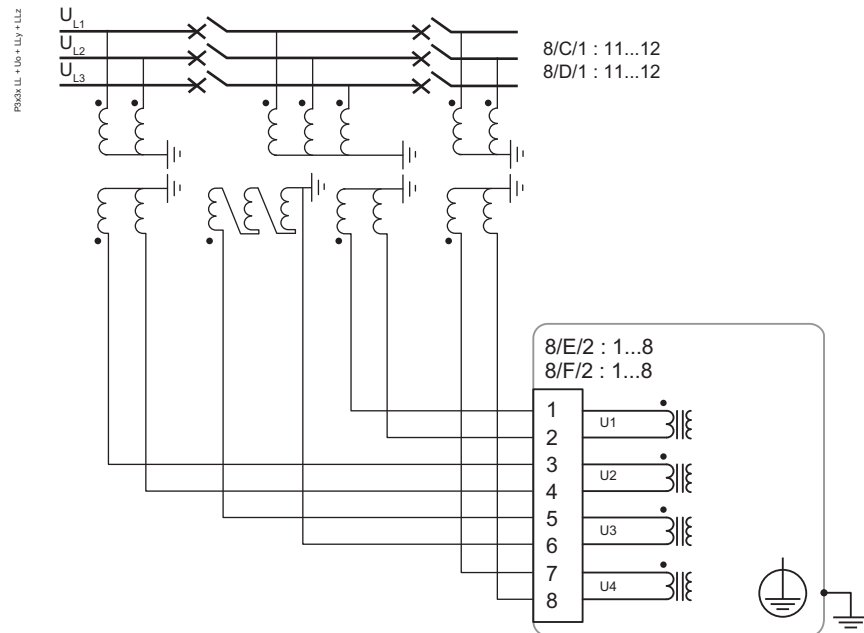 P3x3x LL + Uo + LLy + LLz
UL1
UL2
UL3
8/C/1 : 11...12
8/D/1 : 11...12
8/E/2 : 1...8
8/F/2 : 1...8
1
U1
2
3
U2
4
5
U3
6
7
U4
8